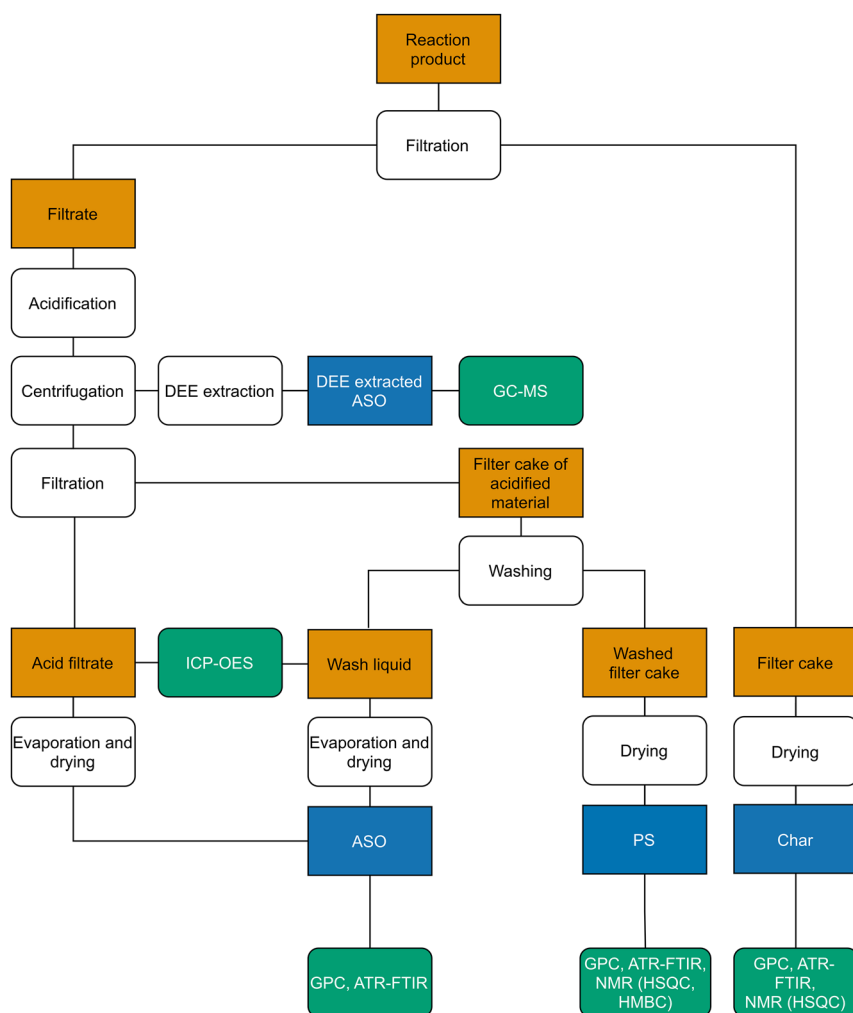 Reaction
product
Filtration
Filtrate
Acidification
Centrifugation
DEE extraction
DEE extracted
ASO
GC-MS
Filtration
Filter cake of
acidified
material
Washing
Acid filtrate
ICP-OES
Wash liquid
Washed
filter cake
Filter cake
Evaporation and
drying
Evaporation and
drying
Drying
Drying
ASO
PS
Char
GPC, ATR-FTIR
GPC, ATR-FTIR,
NMR (HSQC,
HMBC)
GPC, ATR-
FTIR,
NMR (HSQC)